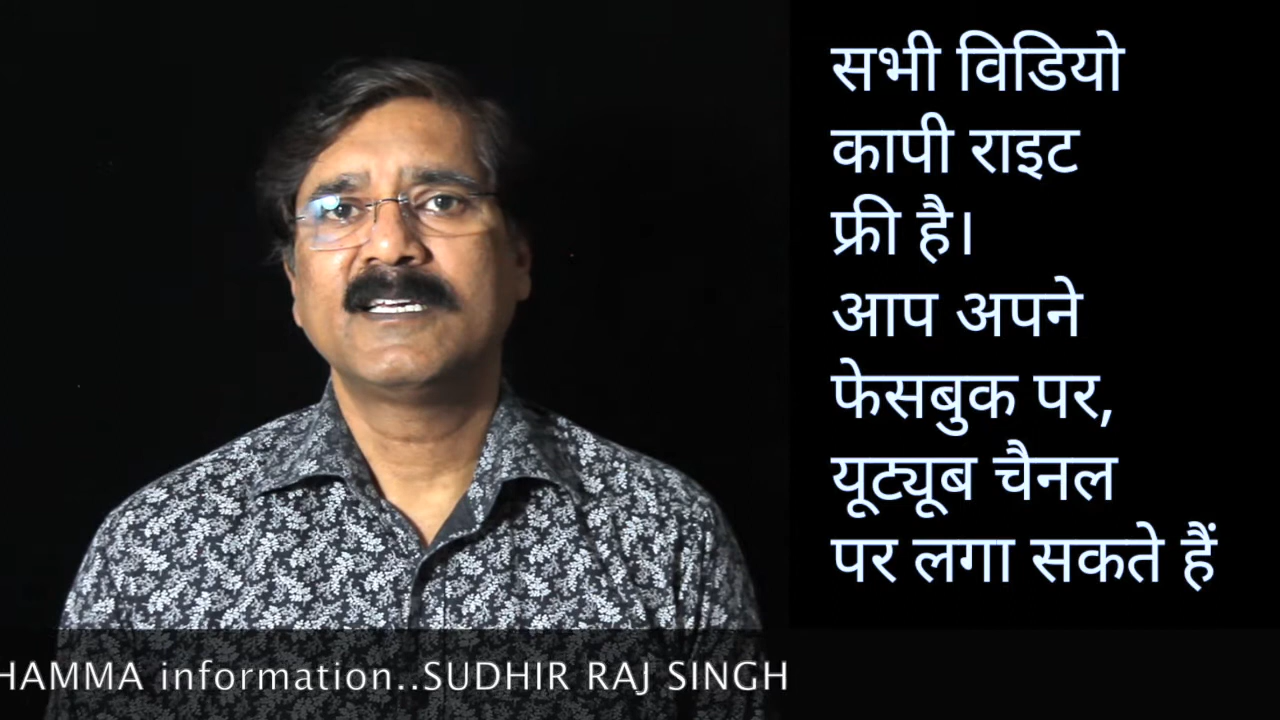 सभी विडियो
कापी राइट
फ्री है।
आप अपने
फेसबुक पर,
यूट्यूब चैनल
पर लगा सकते हैं
HAMMA information..SUDHIR RAJ SINGH